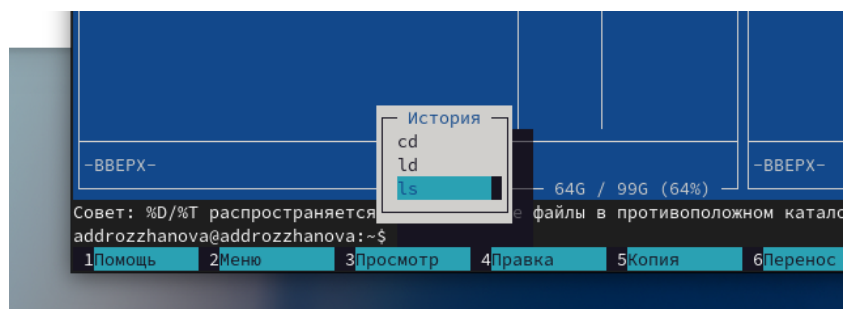 История
cd
ld
ls
-ВВЕРХ-
64G / 99G (64%)
-ВВЕРХ-
Совет: %D/%T распространяется файлы в противоположном катало
addrozzhanova@addrozzhanova:~$
1Помощь 2Меню 3Просмотр 4Правка 5Копия 6Перенос